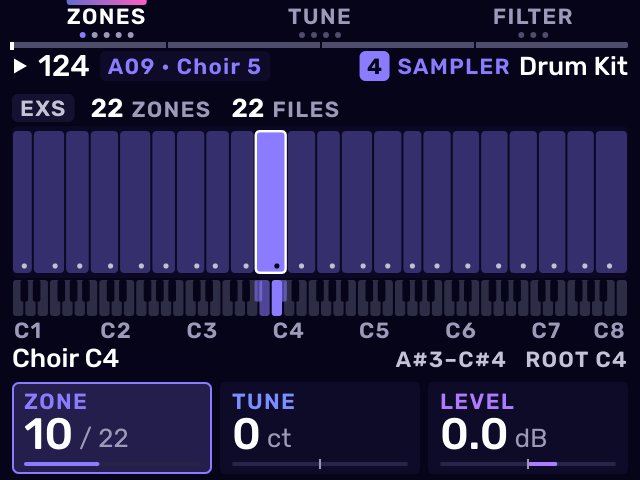 ZONES TUNE FILTER
124 A09 · Choir 5 4 SAMPLER Drum Kit
EXS 22 ZONES 22 FILES
C1 C2 C3 C4 C5 C6 C7 C8
Choir C4 A#3–C#4 ROOT C4
ZONE TUNE LEVEL
10 / 22 0 ct 0.0 dB